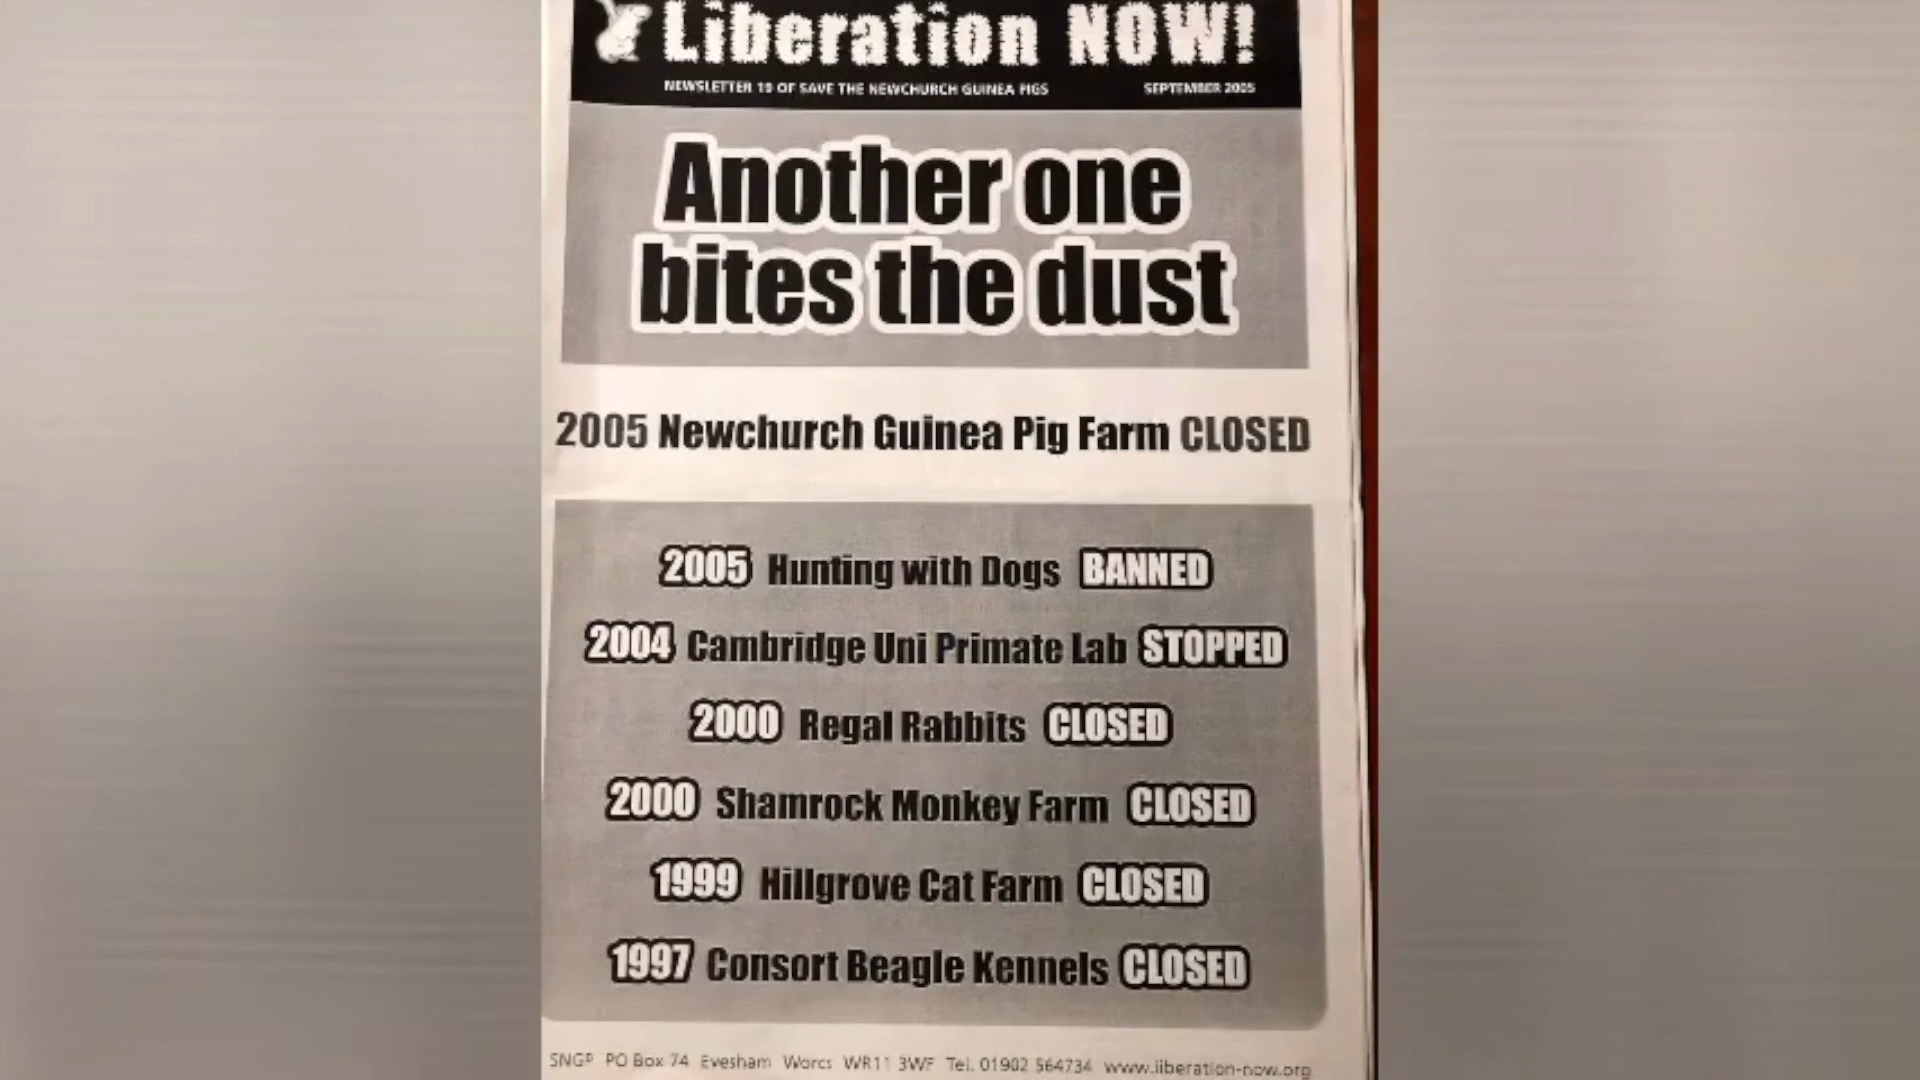 Liberation NOW!
NEWSLETTER 19 OF SAVE THE NEWCHURCH GUINEA PIGS SEPTEMBER 2005
Another one
bites the dust
2005 Newchurch Guinea Pig Farm CLOSED
2005 Hunting with Dogs BANNED
2004 Cambridge Uni Primate Lab STOPPED
2000 Regal Rabbits CLOSED
2000 Shamrock Monkey Farm CLOSED
1999 Hillgrove Cat Farm CLOSED
1997 Consort Beagle Kennels CLOSED
SNGP PO Box 74 Evesham Worcs WR11 3WF Tel. 01902 564734 www.liberation-now.org